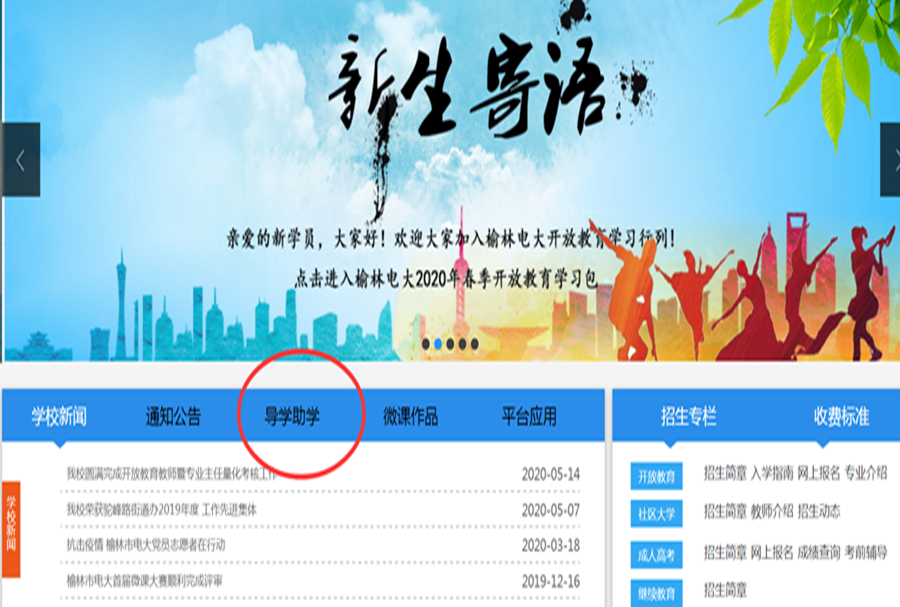 新生寄语
亲爱的新学员，大家好！欢迎大家加入榆林电大开放教育学习行列！
点击进入榆林电大2020年春季开放教育学习包
学校新闻 通知公告 导学助学 微课作品 平台应用
招生专栏 收费标准
学校新闻
我校圆满完成开放教育教师暨专业主任量化考核工作 2020-05-14
我校荣获驼峰路街道办2019年度 工作先进集体 2020-05-07
抗击疫情 榆林市电大党员志愿者在行动 2020-03-18
榆林市电大首届微课大赛顺利完成评审 2019-12-16
开放教育 招生简章 入学指南 网上报名 专业介绍
社区大学 招生简章 教师介绍 招生动态
成人高考 招生简章 网上报名 成绩查询 考前辅导
继续教育 招生简章